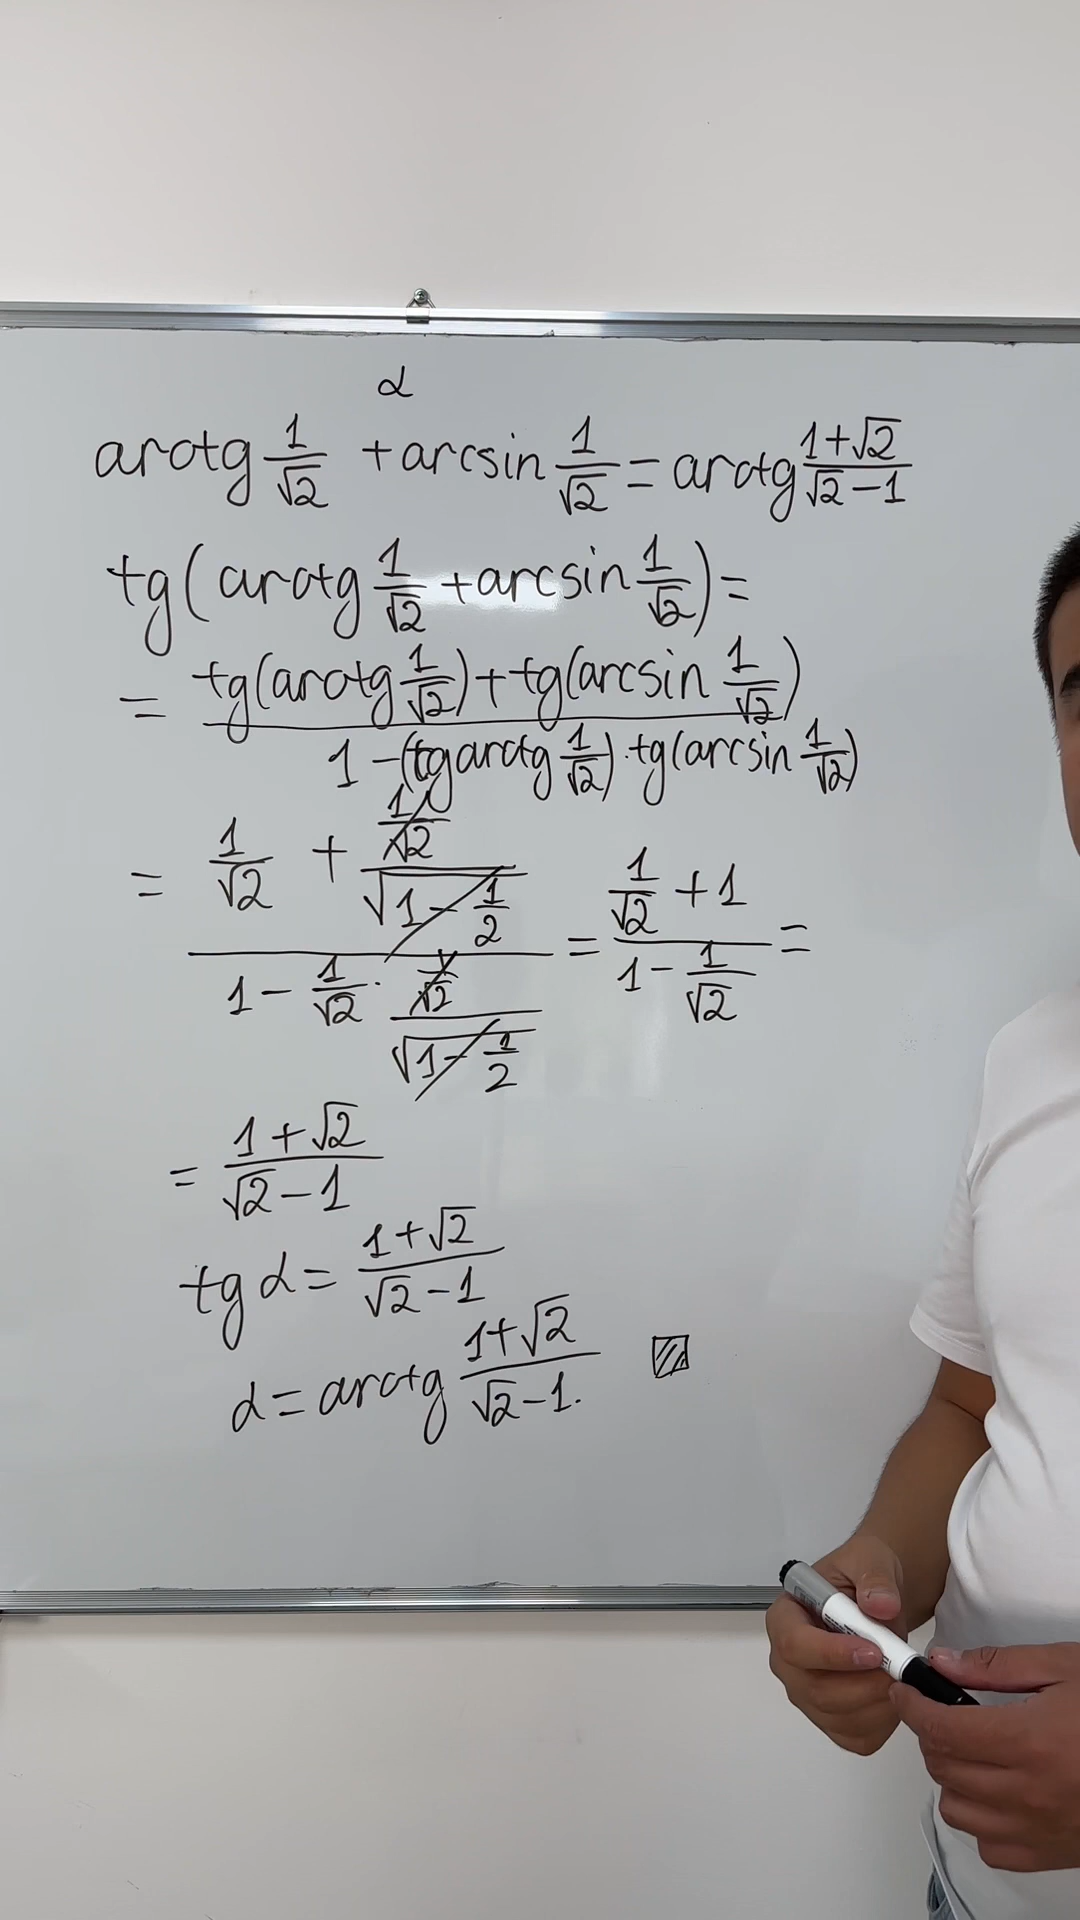 α
arctg 1/√2 + arcsin 1/√2 = arctg (1+√2)/(√2−1)
tg(arctg 1/√2 + arcsin 1/√2) =
= (tg(arctg 1/√2) + tg(arcsin 1/√2))/(1 − (tg arctg 1/√2) · tg(arcsin 1/√2))
= (1/√2 + (1/√2)/√(1 − 1/2))/(1 − 1/√2 · (1/√2)/√(1 − 1/2)) = (1/√2 + 1)/(1 − 1/√2) =
= (1+√2)/(√2−1)
tg α = (1+√2)/(√2−1)
α = arctg (1+√2)/(√2−1).